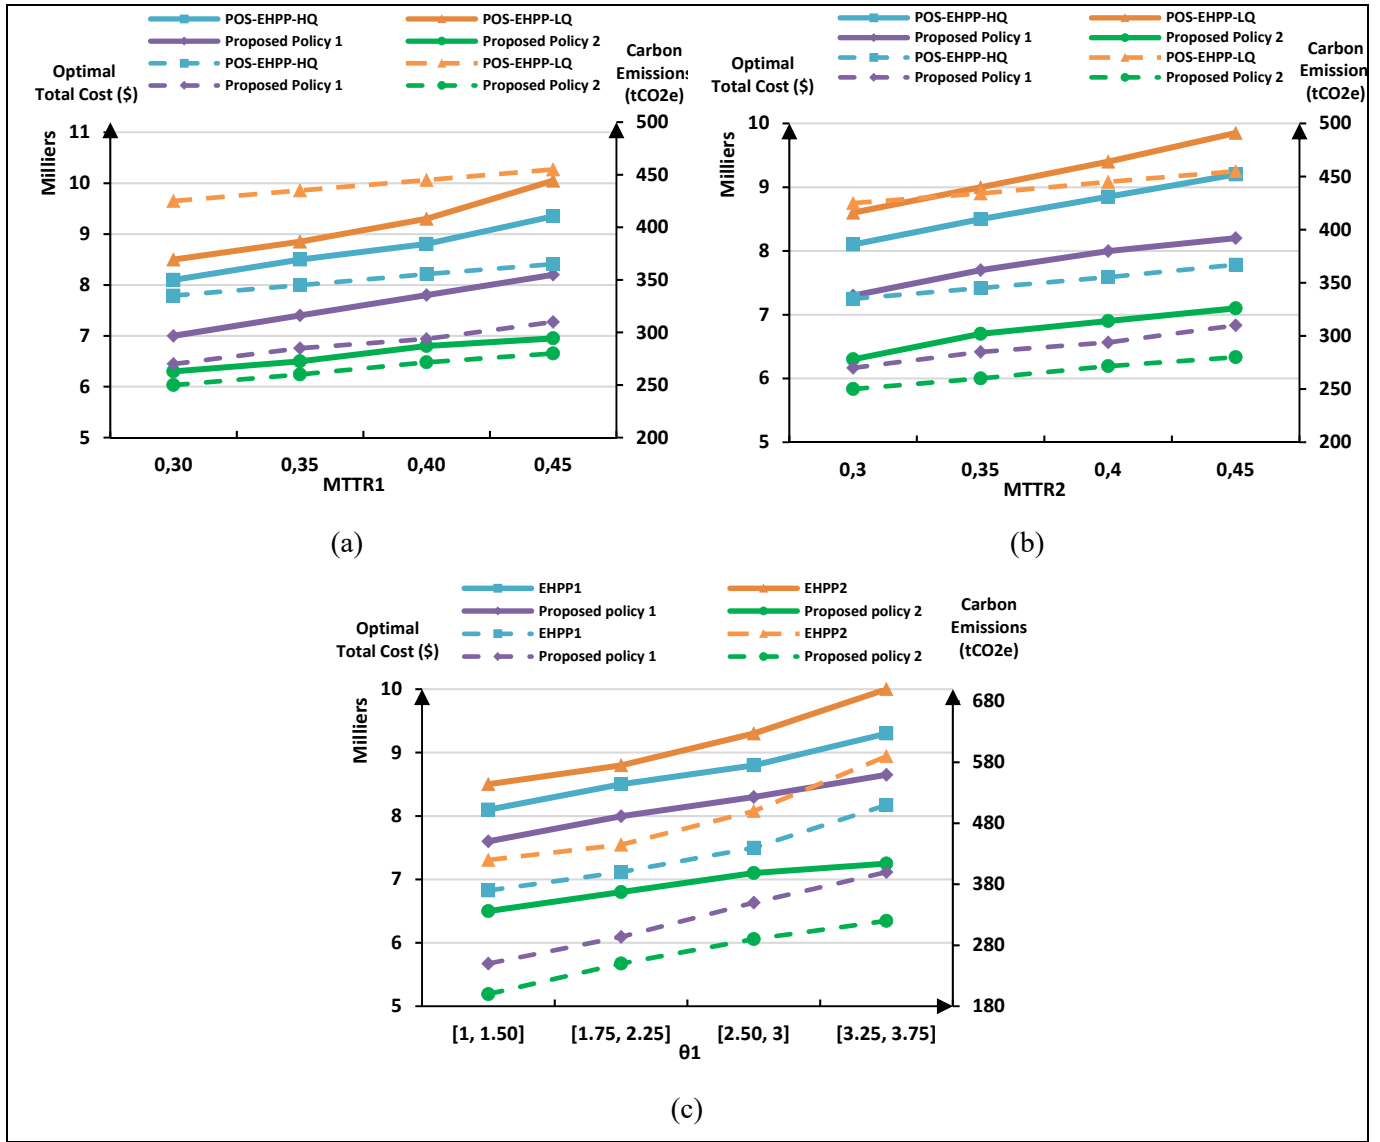 POS-EHPP-HQ POS-EHPP-LQ
Proposed Policy 1 Proposed Policy 2
POS-EHPP-HQ POS-EHPP-LQ
Proposed Policy 1 Proposed Policy 2
Optimal
Total Cost ($)
Carbon
Emissions
(tCO2e)
Milliers
11
10
9
8
7
6
5
500
450
400
350
300
250
200
0,30 0,35 0,40 0,45
MTTR1
(a)
POS-EHPP-HQ POS-EHPP-LQ
Proposed Policy 1 Proposed Policy 2
POS-EHPP-HQ POS-EHPP-LQ
Proposed Policy 1 Proposed Policy 2
Optimal
Total Cost ($)
Carbon
Emission
(tCO2e)
Milliers
10
9
8
7
6
5
500
450
400
350
300
250
200
0,3 0,35 0,4 0,45
MTTR2
(b)
EHPP1 EHPP2
Proposed policy 1 Proposed policy 2
EHPP1 EHPP2
Proposed policy 1 Proposed policy 2
Optimal
Total Cost ($)
Carbon
Emissions
(tCO2e)
Milliers
10
9
8
7
6
5
680
580
480
380
280
180
[1, 1.50] [1.75, 2.25] [2.50, 3] [3.25, 3.75]
θ1
(c)